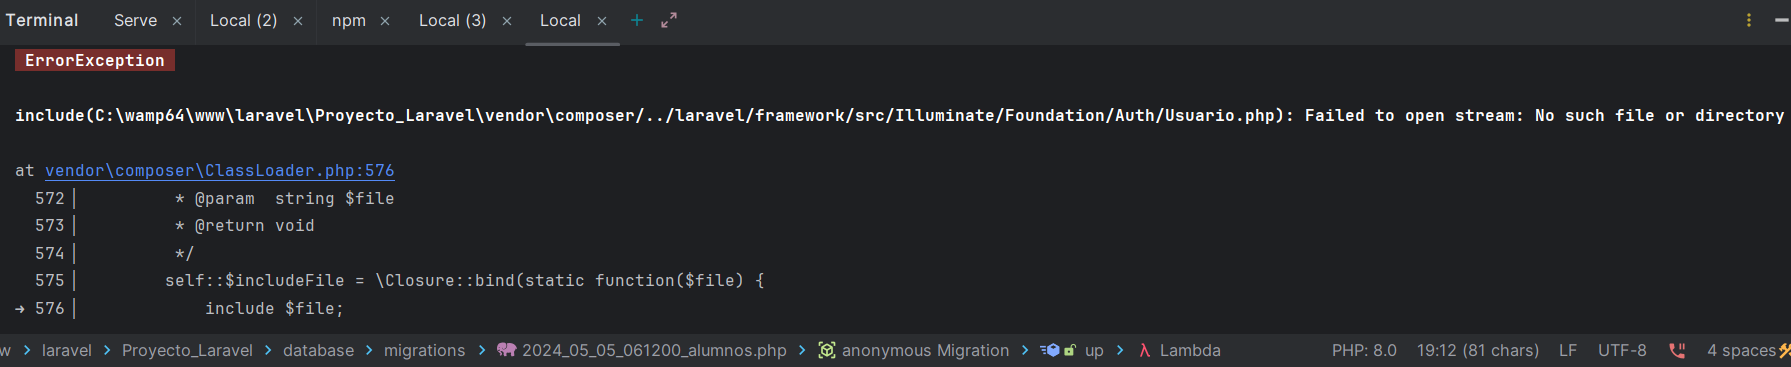 Terminal Serve × Local (2) × npm × Local (3) × Local × +
ErrorException
include(C:\wamp64\www\laravel\Proyecto_Laravel\vendor\composer/../laravel/framework/src/Illuminate/Foundation/Auth/Usuario.php): Failed to open stream: No such file or directory
at vendor\composer\ClassLoader.php:576
572| * @param  string $file
573| * @return void
574| */
575| self::$includeFile = \Closure::bind(static function($file) {
→ 576| include $file;
w > laravel > Proyecto_Laravel > database > migrations > 2024_05_05_061200_alumnos.php > anonymous Migration > up > λ Lambda PHP: 8.0 19:12 (81 chars) LF UTF-8 4 spaces